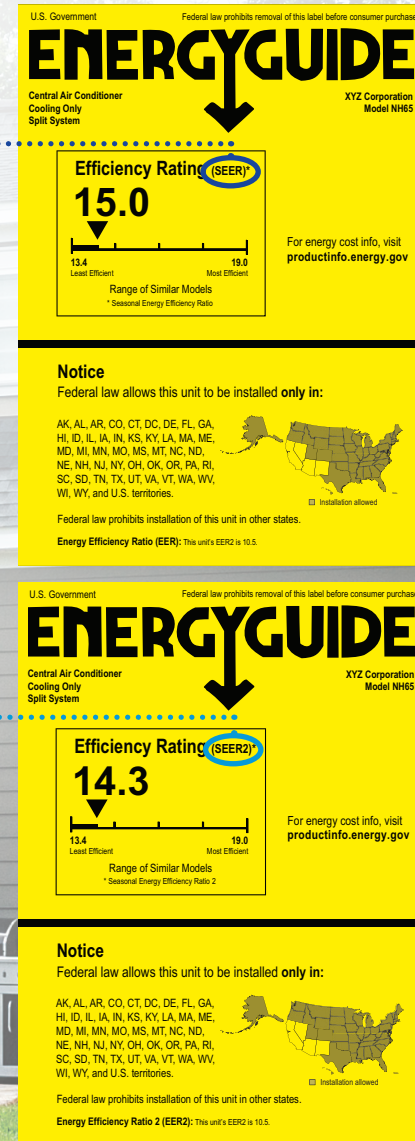 U.S. Government Federal law prohibits removal of this label before consumer purchase
ENERGYGUIDE
Central Air Conditioner
Cooling Only
Split System
XYZ Corporation
Model NH65
Efficiency Rating (SEER)*
15.0
13.4 19.0
Least Efficient Most Efficient
Range of Similar Models
* Seasonal Energy Efficiency Ratio
For energy cost info, visit
productinfo.energy.gov
Notice
Federal law allows this unit to be installed only in:
AK, AL, AR, CO, CT, DC, DE, FL, GA,
HI, ID, IL, IA, IN, KS, KY, LA, MA, ME,
MD, MI, MN, MO, MS, MT, NC, ND,
NE, NH, NJ, NY, OH, OK, OR, PA, RI,
SC, SD, TN, TX, UT, VA, VT, WA, WV,
WI, WY, and U.S. territories.
Installation allowed
Federal law prohibits installation of this unit in other states.
Energy Efficiency Ratio (EER): This unit's EER2 is 10.5.
U.S. Government Federal law prohibits removal of this label before consumer purchase
ENERGYGUIDE
Central Air Conditioner
Cooling Only
Split System
XYZ Corporation
Model NH65
Efficiency Rating (SEER2)*
14.3
13.4 19.0
Least Efficient Most Efficient
Range of Similar Models
* Seasonal Energy Efficiency Ratio 2
For energy cost info, visit
productinfo.energy.gov
Notice
Federal law allows this unit to be installed only in:
AK, AL, AR, CO, CT, DC, DE, FL, GA,
HI, ID, IL, IA, IN, KS, KY, LA, MA, ME,
MD, MI, MN, MO, MS, MT, NC, ND,
NE, NH, NJ, NY, OH, OK, OR, PA, RI,
SC, SD, TN, TX, UT, VA, VT, WA, WV,
WI, WY, and U.S. territories.
Installation allowed
Federal law prohibits installation of this unit in other states.
Energy Efficiency Ratio 2 (EER2): This unit's EER2 is 10.5.